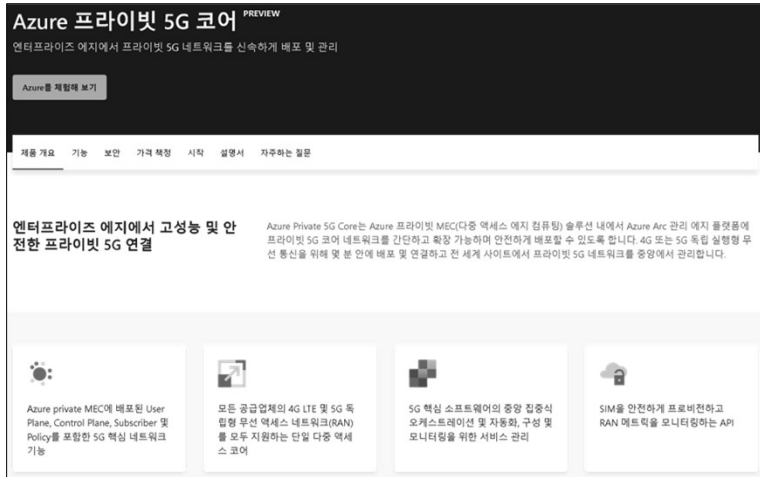 Azure 프라이빗 5G 코어 PREVIEW
엔터프라이즈 에지에서 프라이빗 5G 네트워크를 신속하게 배포 및 관리
Azure를 체험해 보기
제품 개요 기능 보안 가격 책정 시작 설명서 자주하는 질문
엔터프라이즈 에지에서 고성능 및 안
전한 프라이빗 5G 연결
Azure Private 5G Core는 Azure 프라이빗 MEC(다중 액세스 에지 컴퓨팅) 솔루션 내에서 Azure Arc 관리 에지 플랫폼에
프라이빗 5G 코어 네트워크를 간단하고 확장 가능하며 안전하게 배포할 수 있도록 합니다. 4G 또는 5G 독립 실행형 무
선 통신을 위해 몇 분 안에 배포 및 연결하고 전 세계 사이트에서 프라이빗 5G 네트워크를 중앙에서 관리합니다.
Azure private MEC에 배포된 User
Plane, Control Plane, Subscriber 및
Policy를 포함한 5G 핵심 네트워크
기능
모든 공급업체의 4G LTE 및 5G 독
립형 무선 액세스 네트워크(RAN)
를 모두 지원하는 단일 다중 액세
스 코어
5G 핵심 소프트웨어의 중앙 집중식
오케스트레이션 및 자동화, 구성 및
모니터링을 위한 서비스 관리
SIM을 안전하게 프로비전하고
RAN 메트릭을 모니터링하는 API